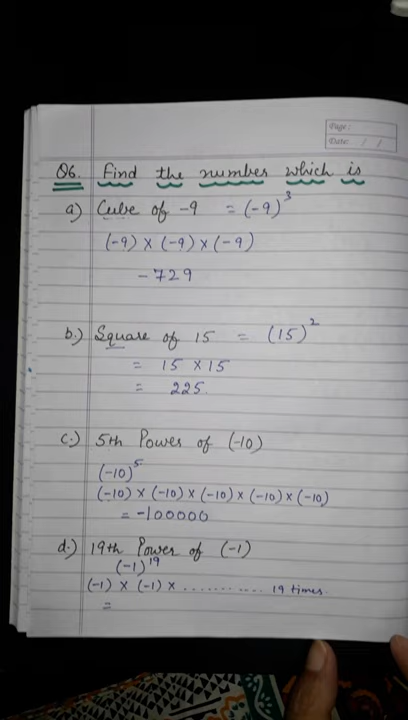 Page:
Date: / /
Q6. Find the number which is
a) Cube of -9 = (-9)³
(-9) × (-9) × (-9)
-729
b.) Square of 15 = (15)²
= 15 × 15
= 225.
c.) 5th Power of (-10)
(-10)⁵
(-10) × (-10) × (-10) × (-10) × (-10)
= -100000
d.) 19th Power of (-1)
(-1)¹⁹
(-1) × (-1) × ............ 19 times.
=